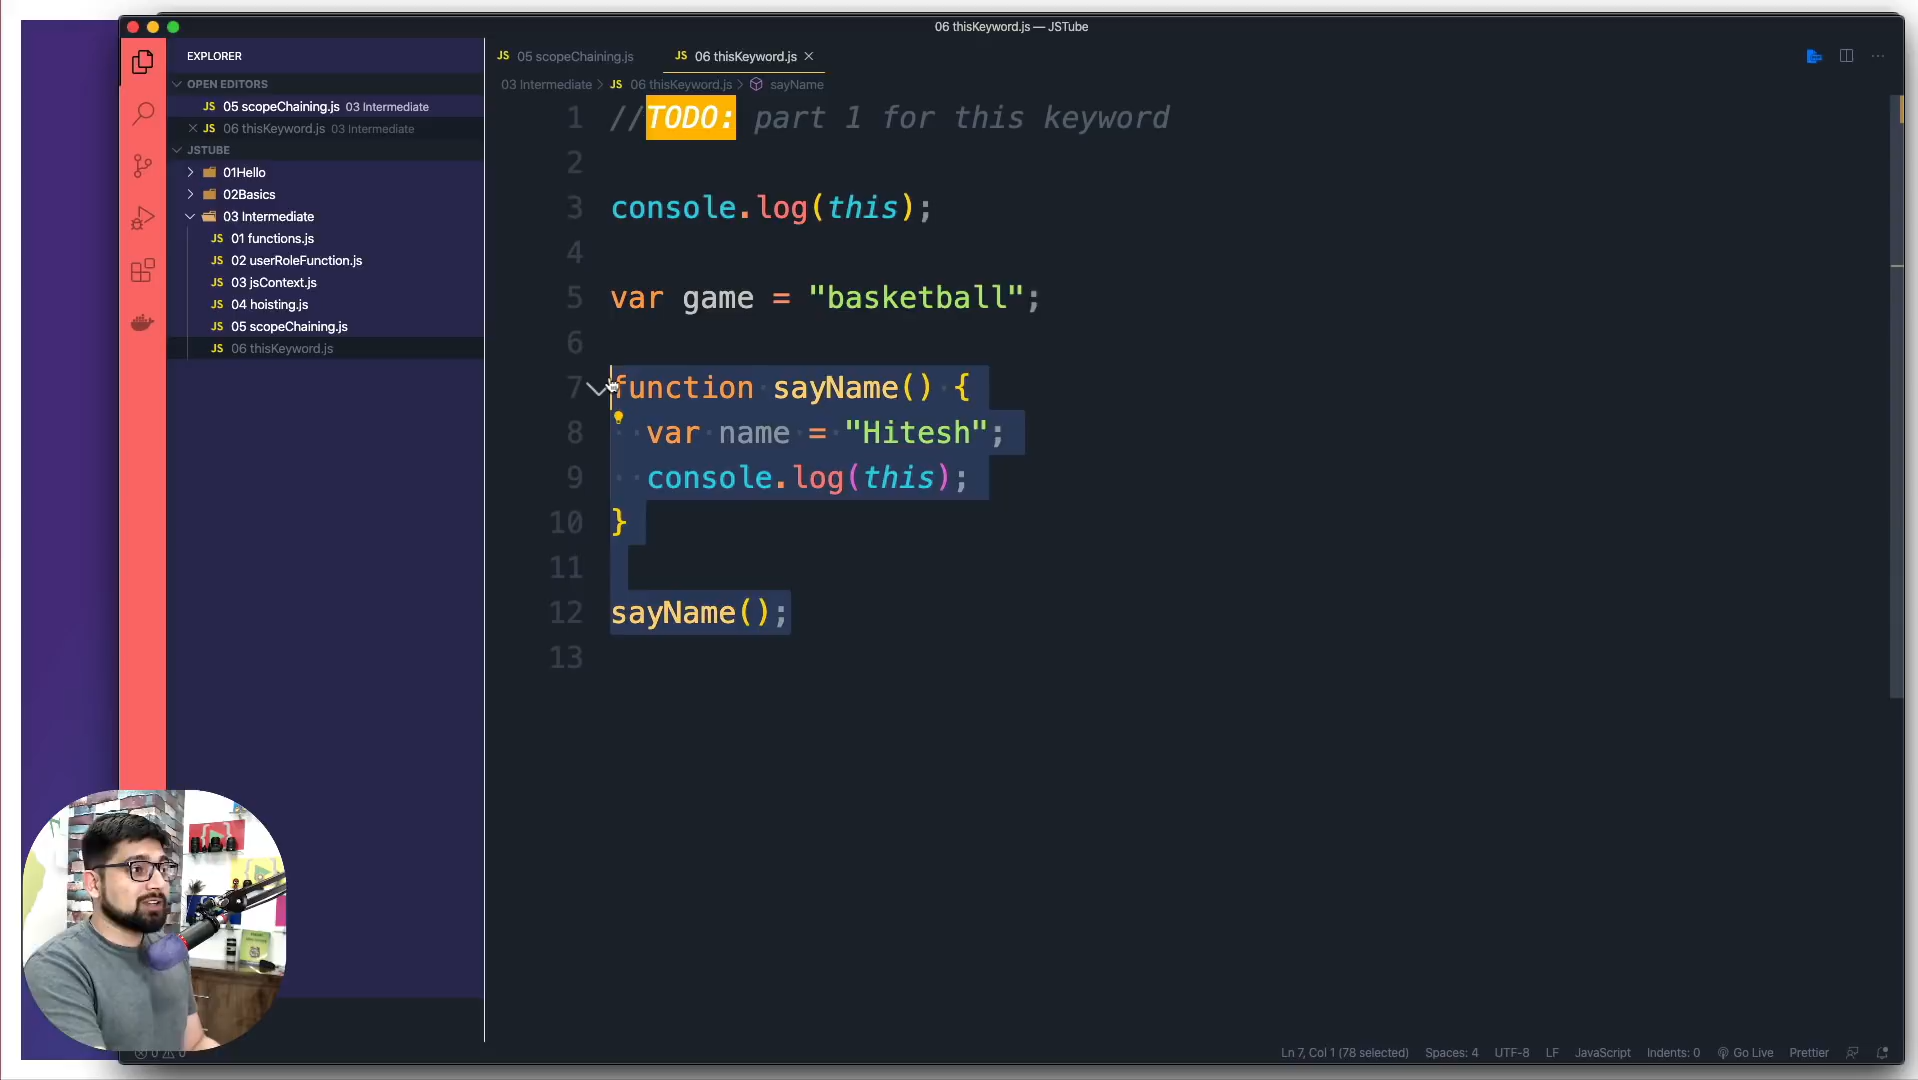 06 thisKeyword.js — JSTube
EXPLORER
OPEN EDITORS
JS 05 scopeChaining.js 03 Intermediate
JS 06 thisKeyword.js 03 Intermediate
JSTUBE
01Hello
02Basics
03 Intermediate
JS 01 functions.js
JS 02 userRoleFunction.js
JS 03 jsContext.js
JS 04 hoisting.js
JS 05 scopeChaining.js
JS 06 thisKeyword.js
JS 05 scopeChaining.js JS 06 thisKeyword.js
03 Intermediate > JS 06 thisKeyword.js > sayName
1 //TODO: part 1 for this keyword
2
3 console.log(this);
4
5 var game = "basketball";
6
7 function sayName() {
8 var name = "Hitesh";
9 console.log(this);
10 }
11
12 sayName();
13
0 0
Ln 7, Col 1 (78 selected) Spaces: 4 UTF-8 LF JavaScript Indents: 0 Go Live Prettier